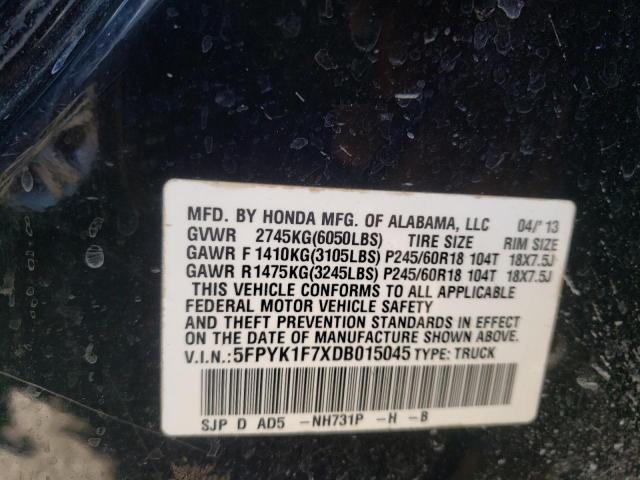 MFD. BY HONDA MFG. OF ALABAMA, LLC 04/'13
GVWR 2745KG(6050LBS) TIRE SIZE RIM SIZE
GAWR F 1410KG(3105LBS) P245/60R18 104T 18X7.5J
GAWR R 1475KG(3245LBS) P245/60R18 104T 18X7.5J
THIS VEHICLE CONFORMS TO ALL APPLICABLE
FEDERAL MOTOR VEHICLE SAFETY
AND THEFT PREVENTION STANDARDS IN EFFECT
ON THE DATE OF MANUFACTURE SHOWN ABOVE.
V.I.N.:5FPYK1F7XDB015045 TYPE: TRUCK
SJP D AD5 -NH731P -H -B